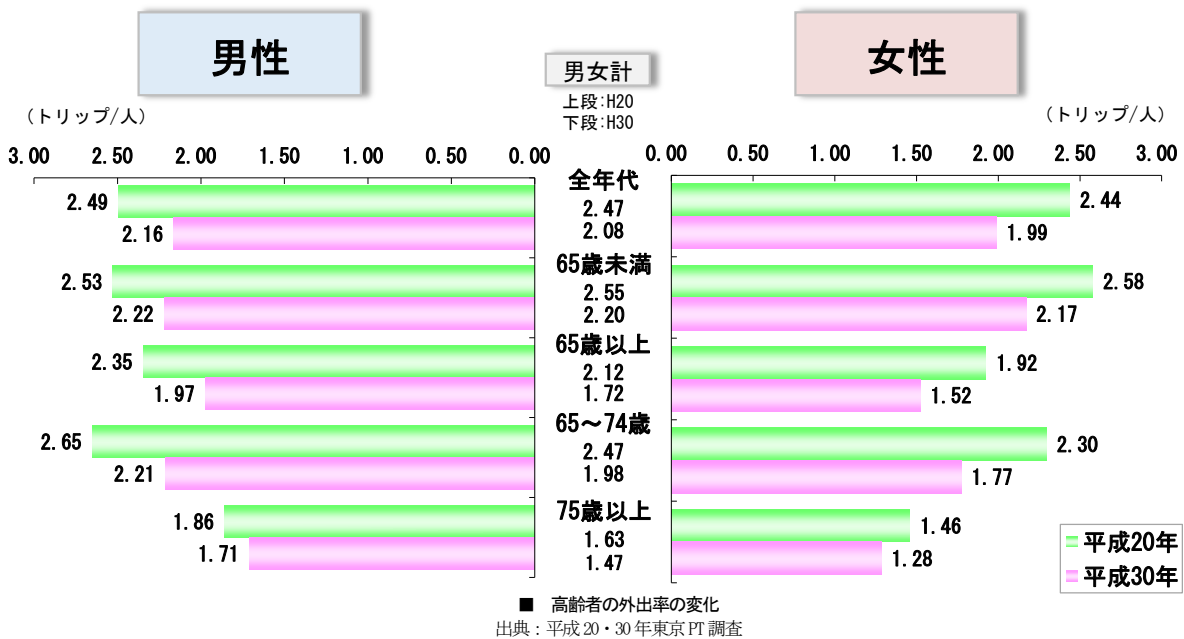 男性
男女計
女性
上段:H20
下段:H30
(トリップ/人)
(トリップ/人)
3.00 2.50 2.00 1.50 1.00 0.50 0.00
0.00 0.50 1.00 1.50 2.00 2.50 3.00
全年代
2.49 2.47 2.44
2.16 2.08 1.99
65歳未満
2.53 2.55 2.58
2.22 2.20 2.17
65歳以上
2.35 2.12 1.92
1.97 1.72 1.52
65~74歳
2.65 2.47 2.30
2.21 1.98 1.77
75歳以上
1.86 1.63 1.46
1.71 1.47 1.28
平成20年
平成30年
■ 高齢者の外出率の変化
出典:平成20・30年東京PT調査